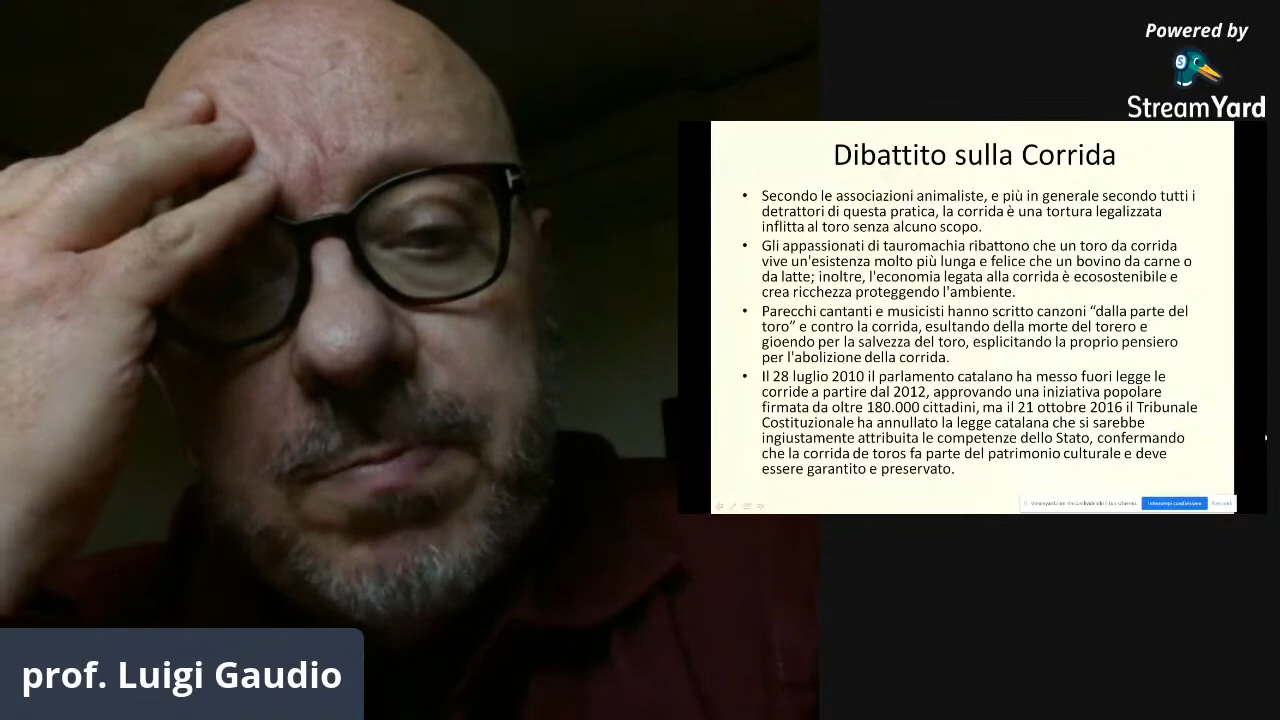 Powered by
StreamYard
Dibattito sulla Corrida
• Secondo le associazioni animaliste, e più in generale secondo tutti i
detrattori di questa pratica, la corrida è una tortura legalizzata
inflitta al toro senza alcuno scopo.
• Gli appassionati di tauromachia ribattono che un toro da corrida
vive un'esistenza molto più lunga e felice che un bovino da carne o
da latte; inoltre, l'economia legata alla corrida è ecosostenibile e
crea ricchezza proteggendo l'ambiente.
• Parecchi cantanti e musicisti hanno scritto canzoni “dalla parte del
toro” e contro la corrida, esultando della morte del torero e
gioendo per la salvezza del toro, esplicitando la proprio pensiero
per l'abolizione della corrida.
• Il 28 luglio 2010 il parlamento catalano ha messo fuori legge le
corride a partire dal 2012, approvando una iniziativa popolare
firmata da oltre 180.000 cittadini, ma il 21 ottobre 2016 il Tribunale
Costituzionale ha annullato la legge catalana che si sarebbe
ingiustamente attribuita le competenze dello Stato, confermando
che la corrida de toros fa parte del patrimonio culturale e deve
essere garantito e preservato.
streamyard.com sta condividendo il tuo schermo. Interrompi condivisione
prof. Luigi Gaudio